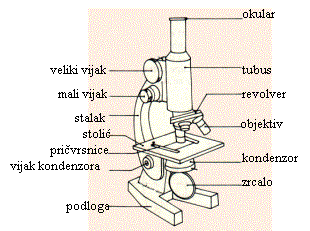 okular
veliki vijak
tubus
mali vijak
revolver
stalak
objektiv
stolić
pričvrsnice
kondenzor
vijak kondenzora
zrcalo
podloga